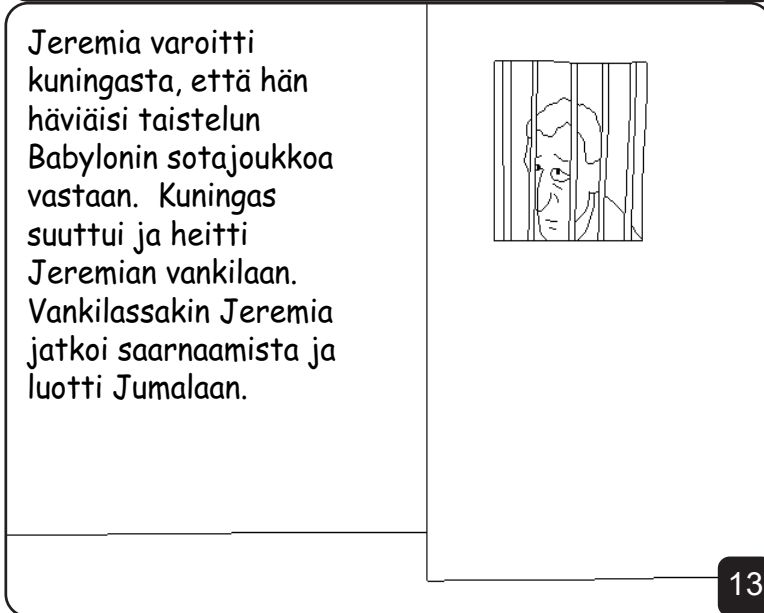 Jeremia varoitti
kuningasta, että hän
häviäisi taistelun
Babylonin sotajoukkoa
vastaan.  Kuningas
suuttui ja heitti
Jeremian vankilaan.
Vankilassakin Jeremia
jatkoi saarnaamista ja
luotti Jumalaan.
13